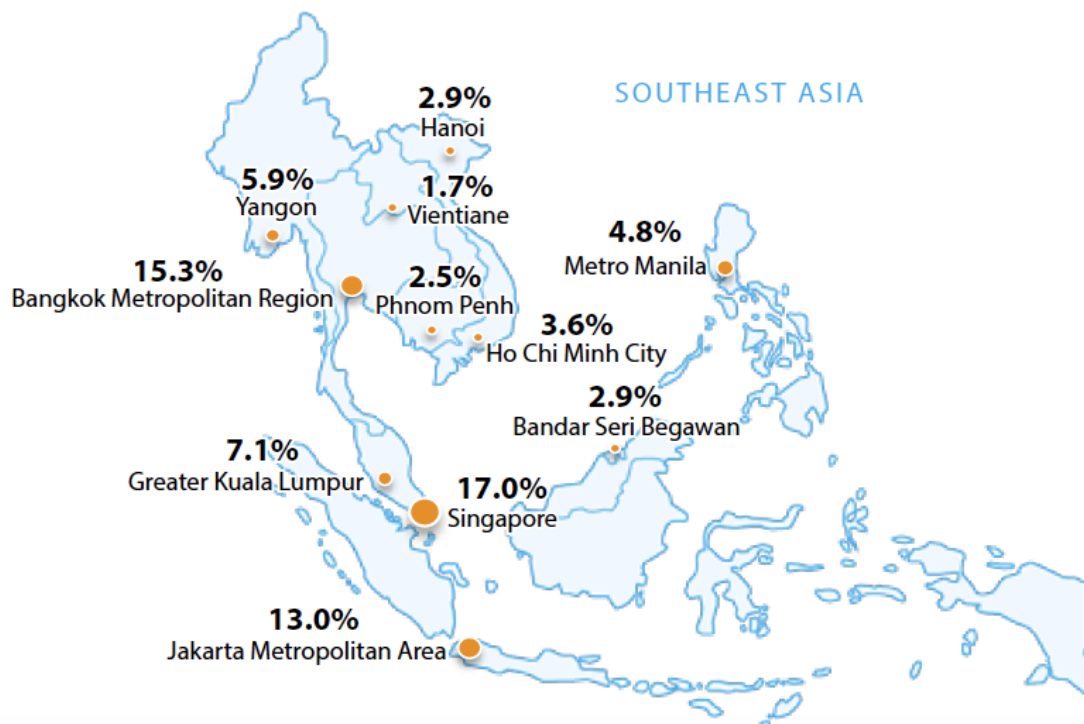 SOUTHEAST ASIA
2.9%
Hanoi
5.9%
Yangon
1.7%
Vientiane
4.8%
Metro Manila
15.3%
Bangkok Metropolitan Region
2.5%
Phnom Penh
3.6%
Ho Chi Minh City
2.9%
Bandar Seri Begawan
7.1%
Greater Kuala Lumpur
17.0%
Singapore
13.0%
Jakarta Metropolitan Area